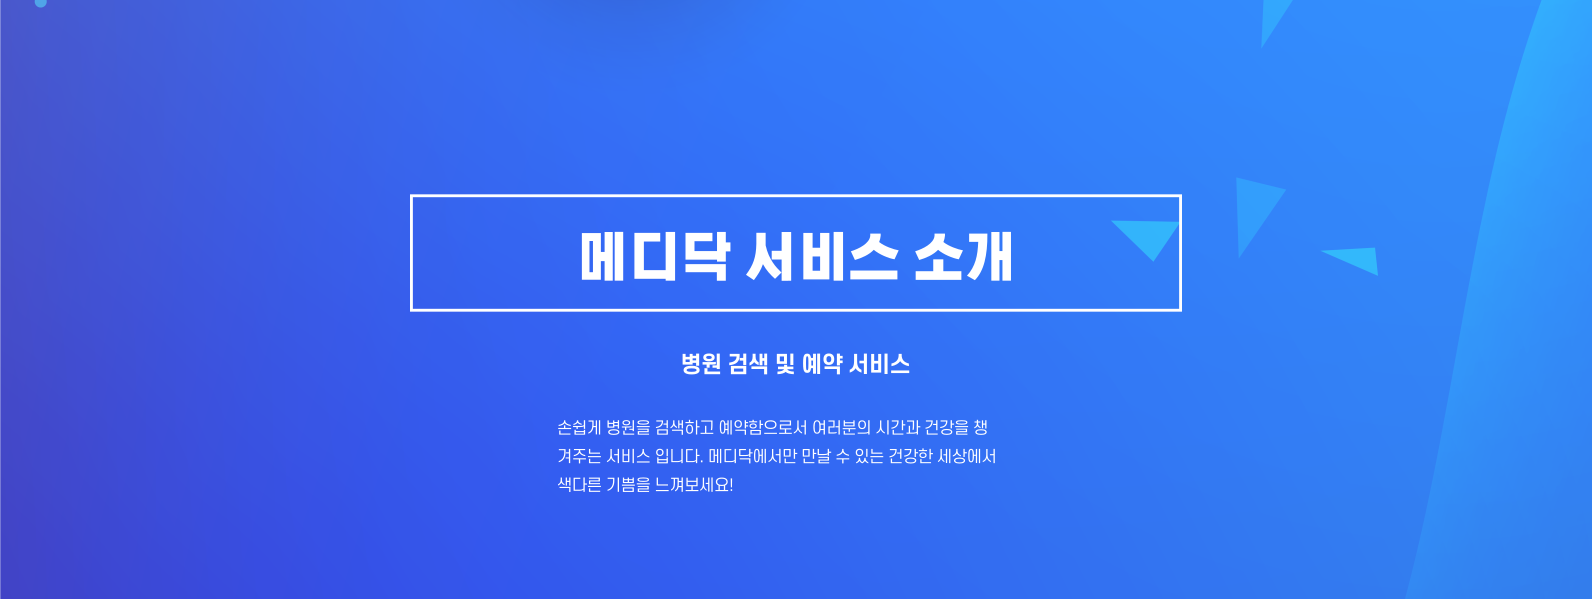 메디닥 서비스 소개
병원 검색 및 예약 서비스
손쉽게 병원을 검색하고 예약함으로서 여러분의 시간과 건강을 챙
겨주는 서비스 입니다. 메디닥에서만 만날 수 있는 건강한 세상에서
색다른 기쁨을 느껴보세요!